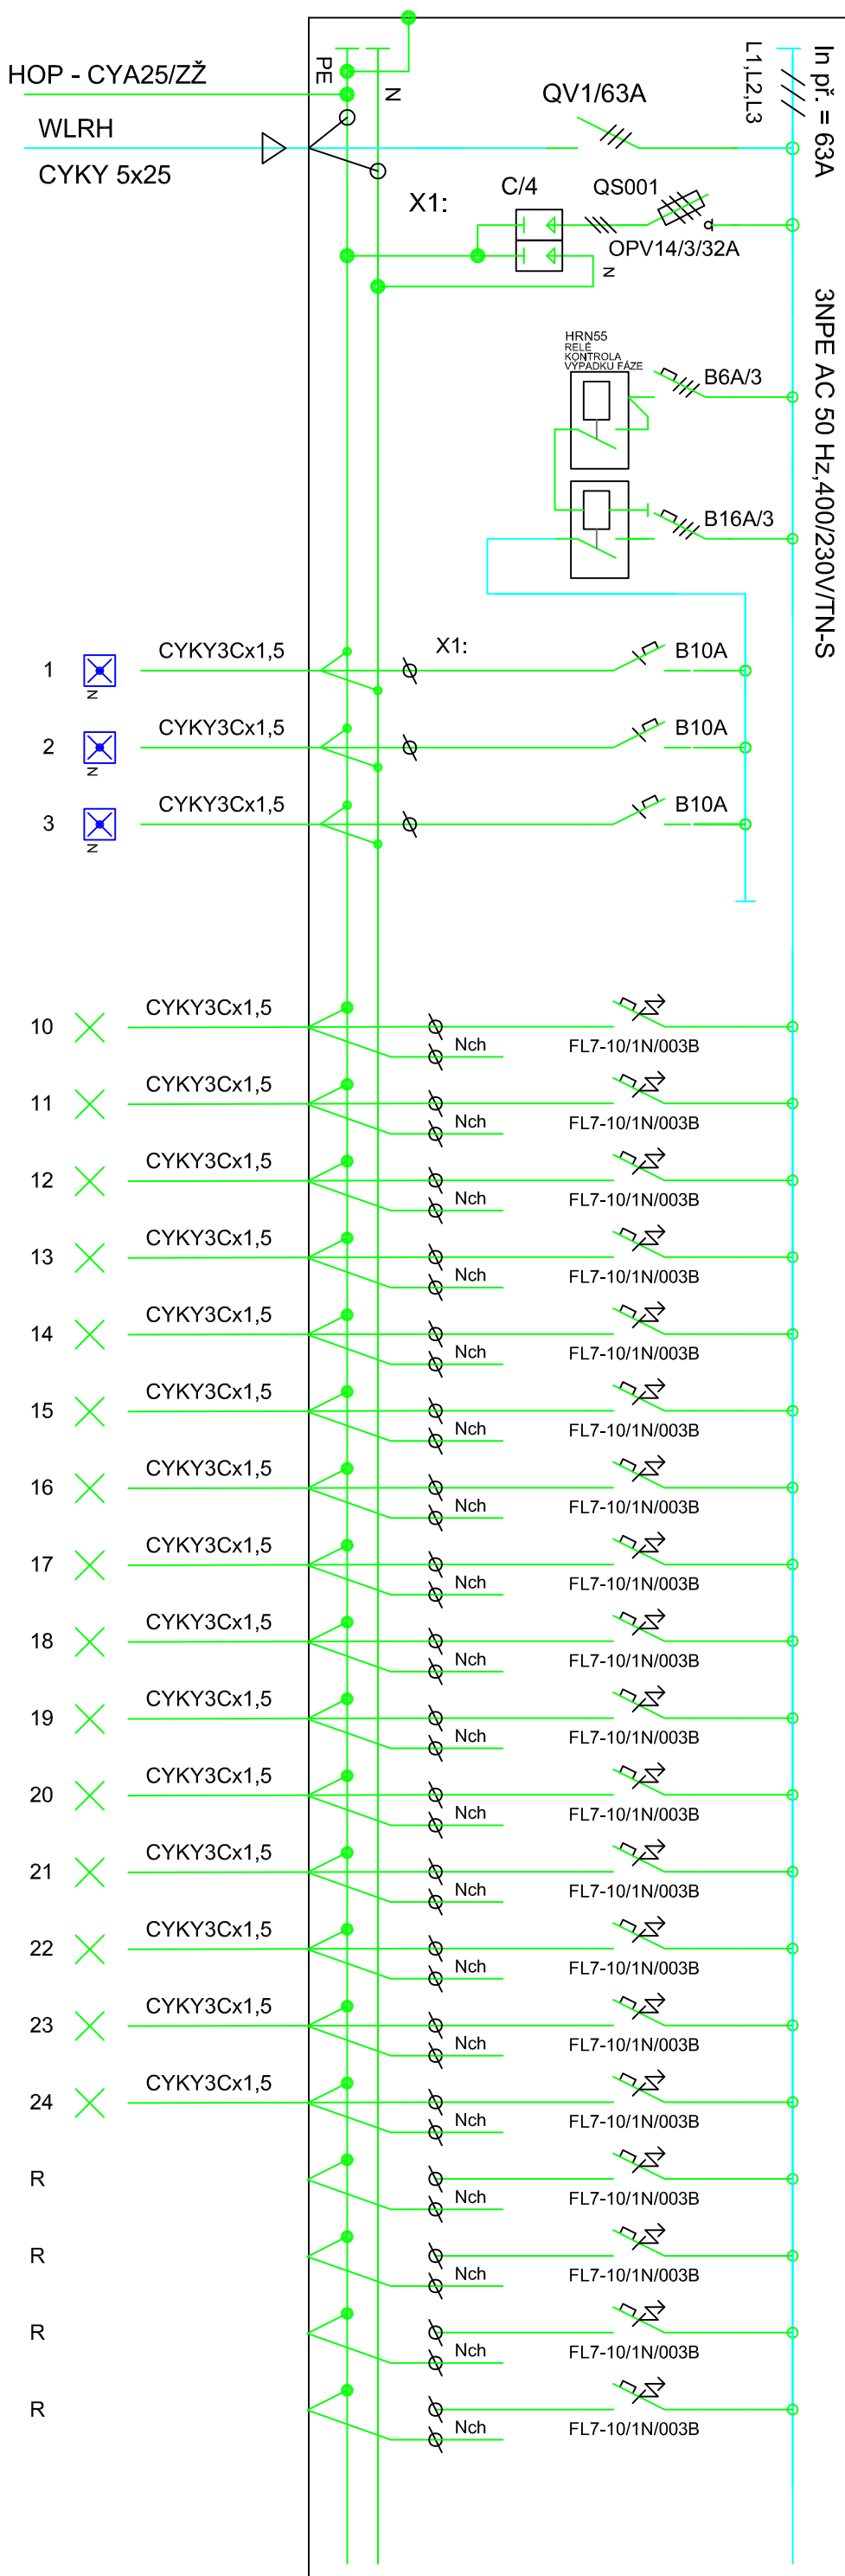 In př. = 63A
L1,L2,L3
PE
HOP - CYA25/ZŽ
N
QV1/63A
WLRH
CYKY 5x25
C/4
QS001
X1:
OPV14/3/32A
N
3NPE AC 50 Hz,400/230V/TN-S
HRN55
RELÉ
KONTROLA
VÝPADKU FÁZE
B6A/3
B16A/3
1
N
CYKY3Cx1,5
X1:
B10A
2
N
CYKY3Cx1,5
B10A
3
N
CYKY3Cx1,5
B10A
10
CYKY3Cx1,5
Nch
FL7-10/1N/003B
11
CYKY3Cx1,5
Nch
FL7-10/1N/003B
12
CYKY3Cx1,5
Nch
FL7-10/1N/003B
13
CYKY3Cx1,5
Nch
FL7-10/1N/003B
14
CYKY3Cx1,5
Nch
FL7-10/1N/003B
15
CYKY3Cx1,5
Nch
FL7-10/1N/003B
16
CYKY3Cx1,5
Nch
FL7-10/1N/003B
17
CYKY3Cx1,5
Nch
FL7-10/1N/003B
18
CYKY3Cx1,5
Nch
FL7-10/1N/003B
19
CYKY3Cx1,5
Nch
FL7-10/1N/003B
20
CYKY3Cx1,5
Nch
FL7-10/1N/003B
21
CYKY3Cx1,5
Nch
FL7-10/1N/003B
22
CYKY3Cx1,5
Nch
FL7-10/1N/003B
23
CYKY3Cx1,5
Nch
FL7-10/1N/003B
24
CYKY3Cx1,5
Nch
FL7-10/1N/003B
R
Nch
FL7-10/1N/003B
R
Nch
FL7-10/1N/003B
R
Nch
FL7-10/1N/003B
R
Nch
FL7-10/1N/003B